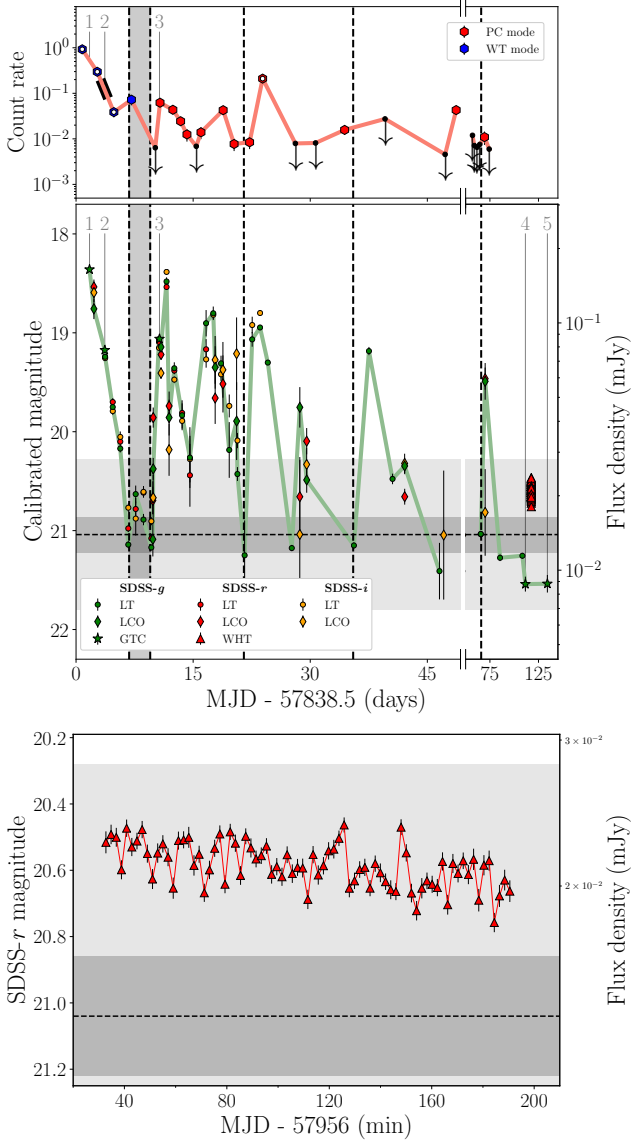 1 2 3
10^1
10^0
10^{-1}
10^{-2}
10^{-3}
Count rate
PC mode
WT mode
1 2 3 4 5
18
19
20
21
22
Calibrated magnitude
10^{-1}
10^{-2}
Flux density (mJy)
SDSS-g SDSS-r SDSS-i
LT LT LT
LCO LCO LCO
GTC WHT
0 15 30 45 75 125
MJD - 57838.5 (days)
20.2
20.4
20.6
20.8
21.0
21.2
SDSS-r magnitude
3 × 10^{-2}
2 × 10^{-2}
Flux density (mJy)
40 80 120 160 200
MJD - 57956 (min)